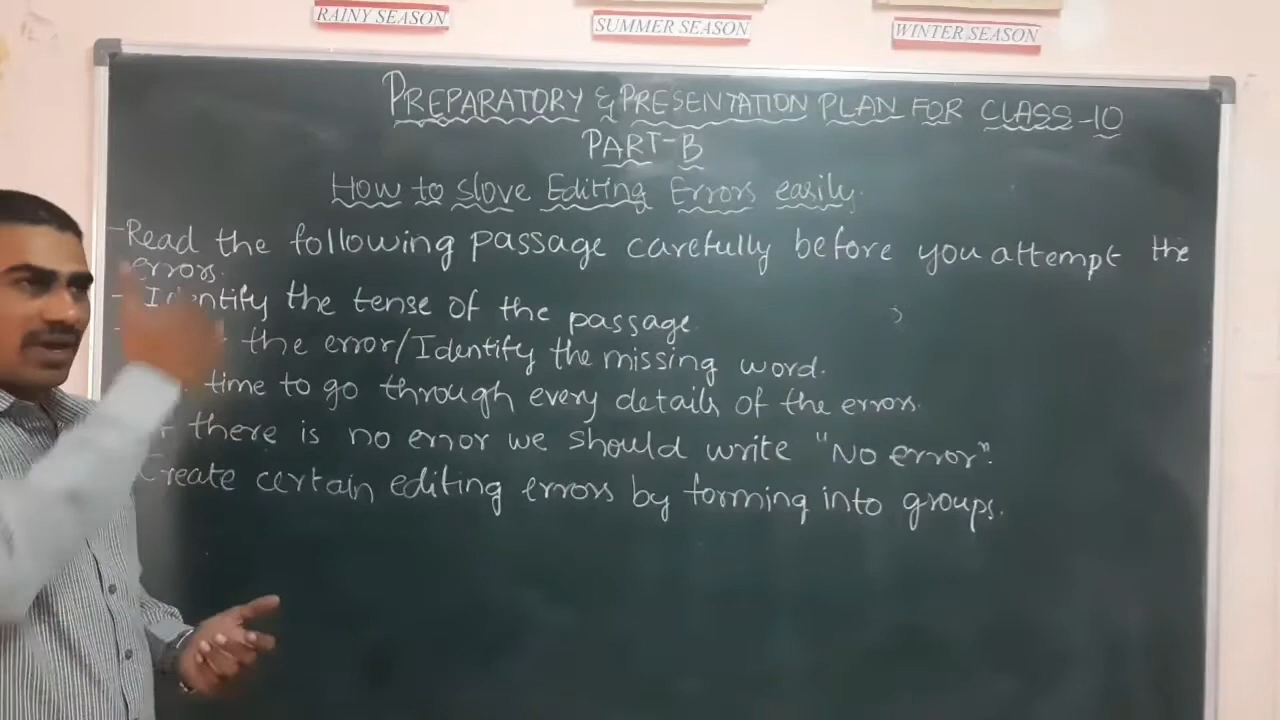 RAINY SEASON
SUMMER SEASON
WINTER SEASON
PREPARATORY & PRESENTATION PLAN FOR CLASS-10
PART-B
How to slove Editing Errors easily.
-Read the following passage carefully before you attempt the
errors.
- Identify the tense of the passage.
- the error/Identify the missing word.
time to go through every details of the errors.
there is no error we should write "No error".
Create certain editing errors by forming into groups.